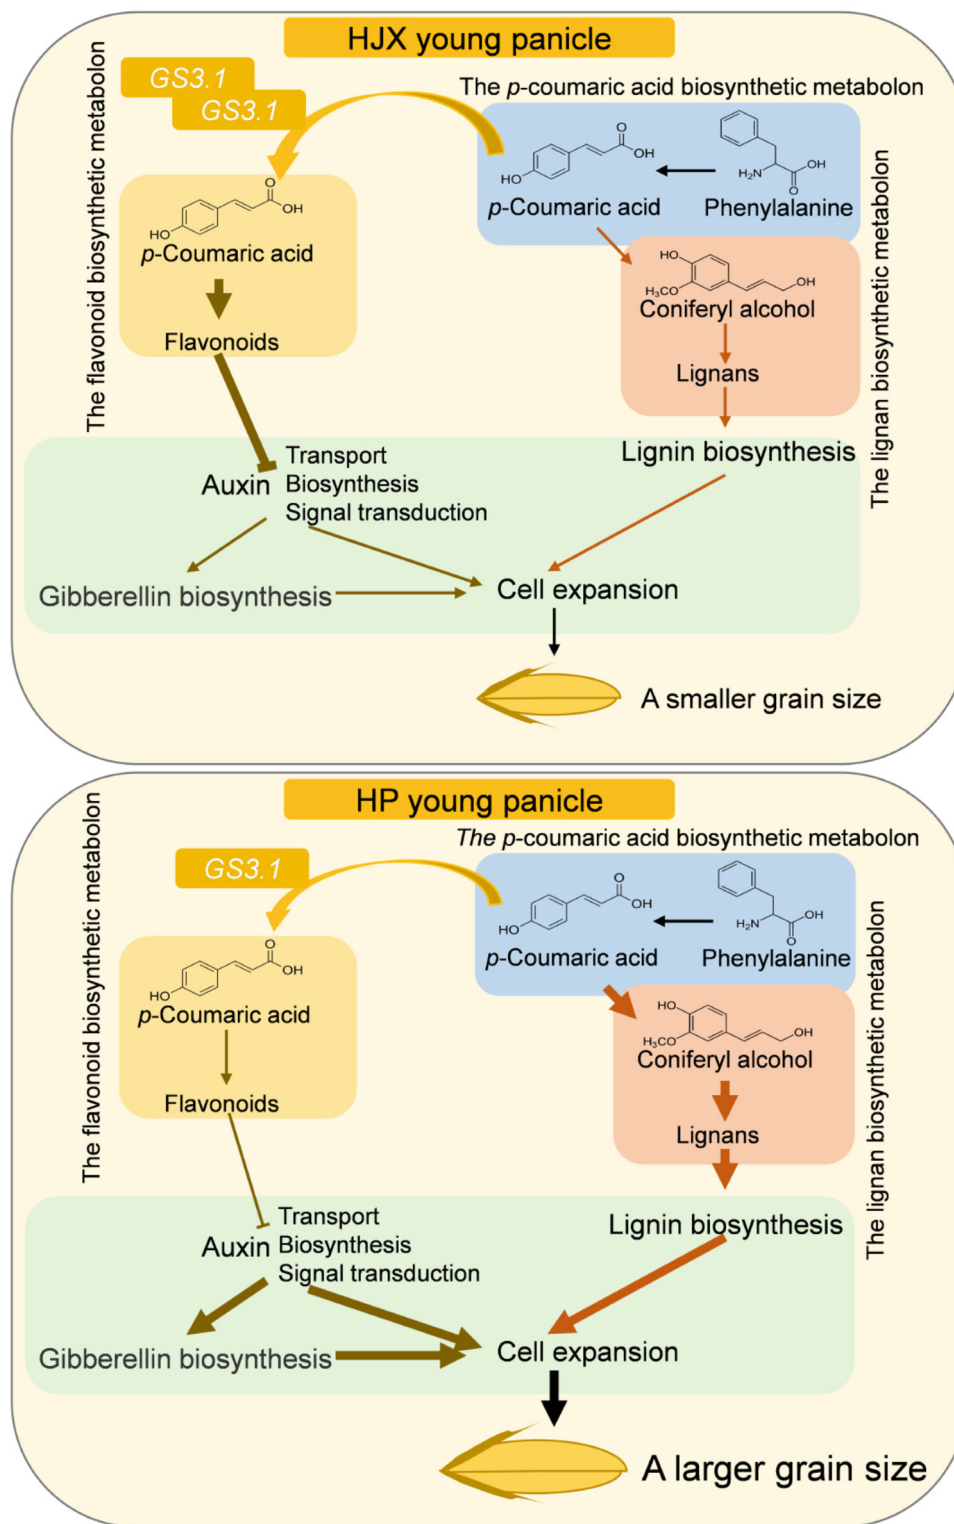 HJX young panicle
GS3.1
GS3.1
The p-coumaric acid biosynthetic metabolon
The flavonoid biosynthetic metabolon
O
OH
HO
p-Coumaric acid
O
OH
H₂N
O
Phenylalanine
O
OH
HO
p-Coumaric acid
Flavonoids
HO
H₃CO
OH
Coniferyl alcohol
Lignans
The lignan biosynthetic metabolon
Lignin biosynthesis
Auxin
Transport
Biosynthesis
Signal transduction
Gibberellin biosynthesis
Cell expansion
A smaller grain size
HP young panicle
The p-coumaric acid biosynthetic metabolon
GS3.1
The flavonoid biosynthetic metabolon
O
OH
HO
p-Coumaric acid
OH
H₂N
O
Phenylalanine
O
OH
HO
p-Coumaric acid
Flavonoids
HO
H₃CO
OH
Coniferyl alcohol
Lignans
The lignan biosynthetic metabolon
Lignin biosynthesis
Auxin
Transport
Biosynthesis
Signal transduction
Gibberellin biosynthesis
Cell expansion
A larger grain size